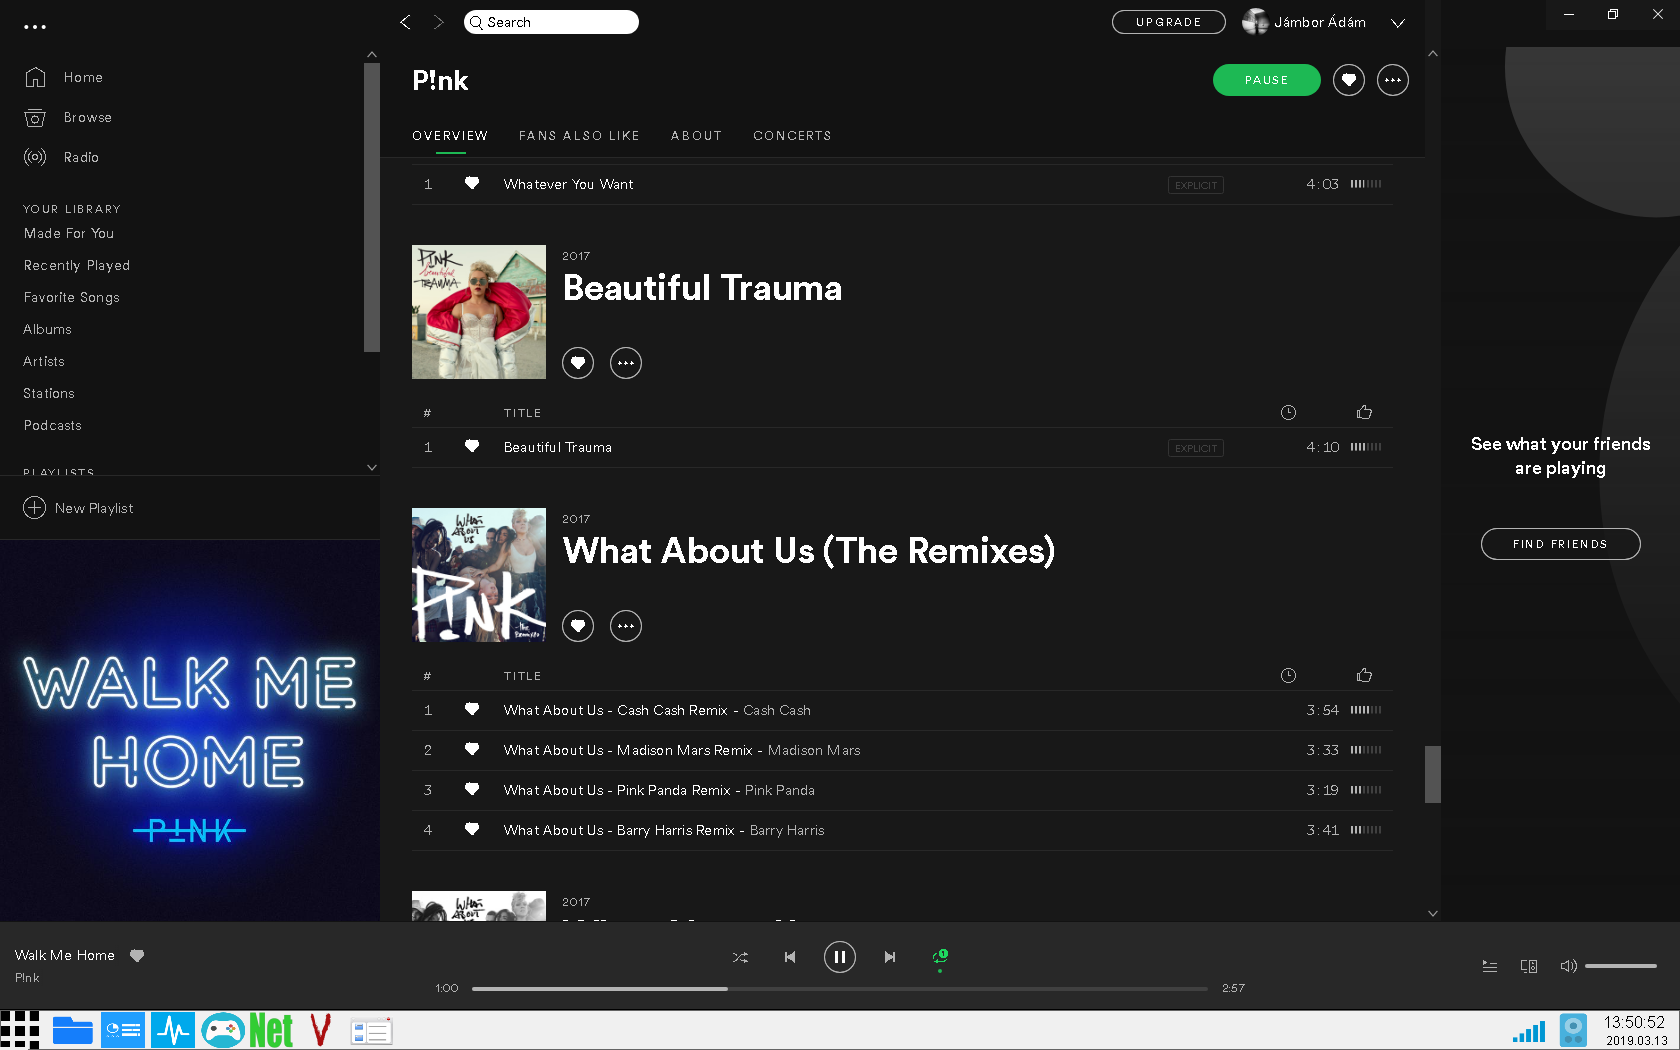 Search
UPGRADE
Jámbor Ádám
Home
Browse
Radio
YOUR LIBRARY
Made For You
Recently Played
Favorite Songs
Albums
Artists
Stations
Podcasts
PLAYLISTS
New Playlist
WALK ME
HOME
P!NK
P!nk
PAUSE
OVERVIEW FANS ALSO LIKE ABOUT CONCERTS
1 Whatever You Want EXPLICIT 4:03
P!NK
beautiful
TRAUMA
2017
Beautiful Trauma
# TITLE
1 Beautiful Trauma EXPLICIT 4:10
WHAT
ABOUT
US
P!NK
the Remixes
2017
What About Us (The Remixes)
# TITLE
1 What About Us - Cash Cash Remix - Cash Cash 3:54
2 What About Us - Madison Mars Remix - Madison Mars 3:33
3 What About Us - Pink Panda Remix - Pink Panda 3:19
4 What About Us - Barry Harris Remix - Barry Harris 3:41
WHAT
ABOUT
2017
See what your friends
are playing
FIND FRIENDS
Walk Me Home
P!nk
1:00
2:57
1
Net
V
13:50:52
2019.03.13